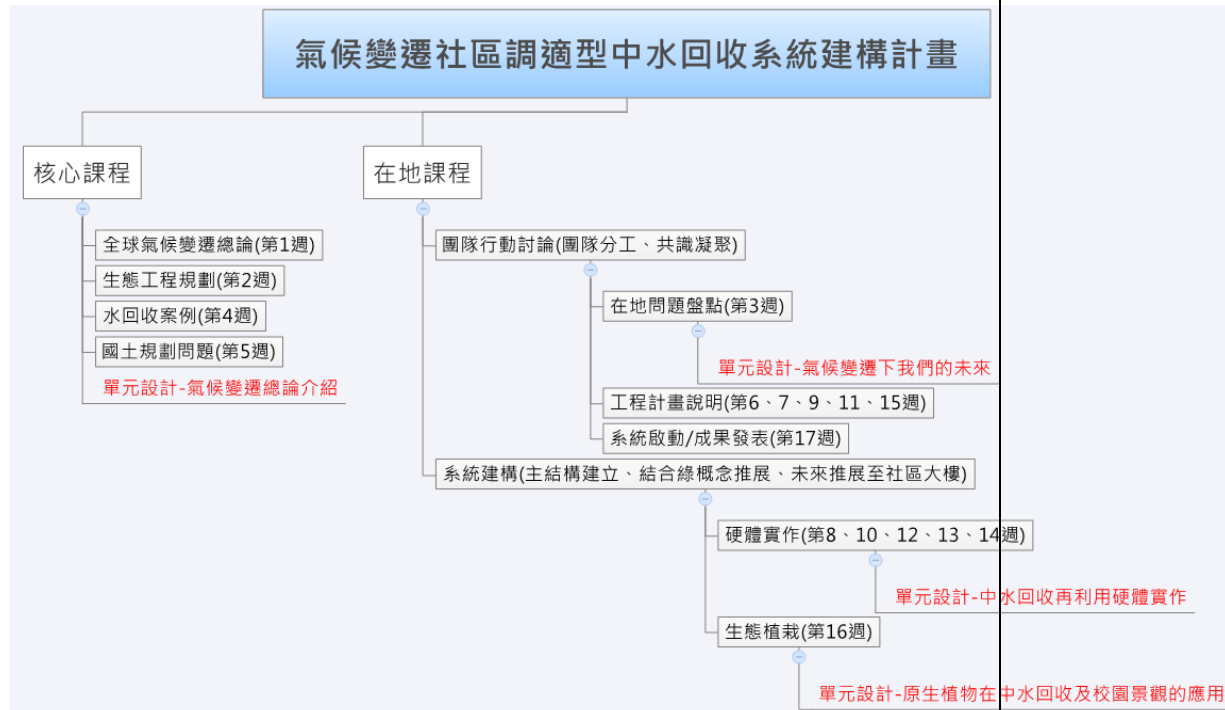 氣候變遷社區調適型中水回收系統建構計畫
核心課程
全球氣候變遷總論(第1週)
生態工程規劃(第2週)
水回收案例(第4週)
國土規劃問題(第5週)
單元設計-氣候變遷總論介紹
在地課程
團隊行動討論(團隊分工、共識凝聚)
在地問題盤點(第3週)
單元設計-氣候變遷下我們的未來
工程計畫說明(第6、7、9、11、15週)
系統啟動/成果發表(第17週)
系統建構(主結構建立、結合綠概念推展、未來推展至社區大樓)
硬體實作(第8、10、12、13、14週)
單元設計-中水回收再利用硬體實作
生態植栽(第16週)
單元設計-原生植物在中水回收及校園景觀的應用